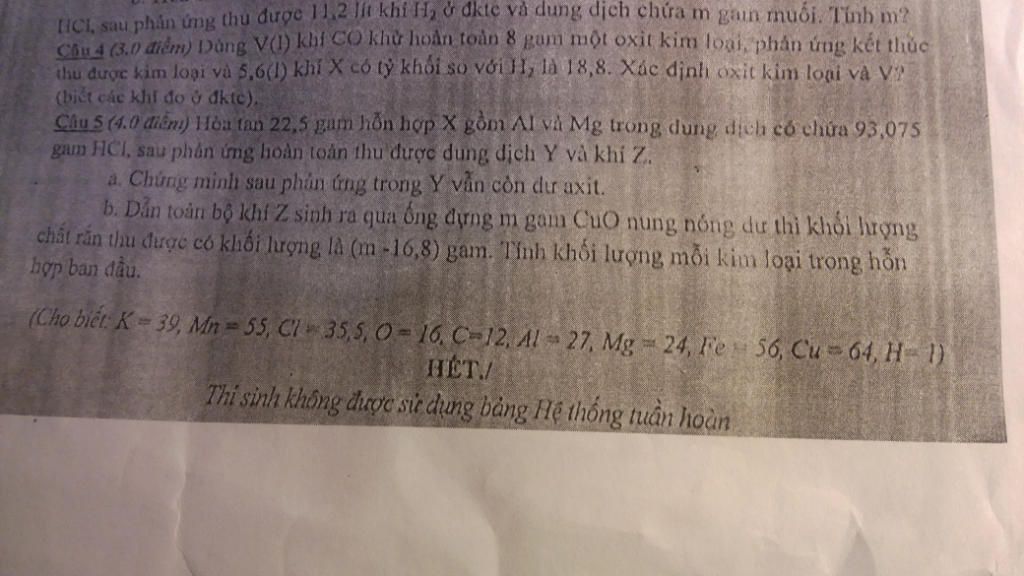 HCl, sau phản ứng thu được 11,2 lít khí H₂ ở đktc và dung dịch chứa m gam muối. Tính m?
Câu 4 (3.0 điểm) Dùng V(l) khí CO khử hoàn toàn 8 gam một oxit kim loại, phản ứng kết thúc
thu được kim loại và 5,6(l) khí X có tỷ khối so với H₂ là 18,8. Xác định oxit kim loại và V?
(biết các khí đo ở đktc).
Câu 5 (4.0 điểm) Hòa tan 22,5 gam hỗn hợp X gồm Al và Mg trong dung dịch có chứa 93,075
gam HCl, sau phản ứng hoàn toàn thu được dung dịch Y và khí Z.
a. Chứng minh sau phản ứng trong Y vẫn còn dư axit.
b. Dẫn toàn bộ khí Z sinh ra qua ống đựng m gam CuO nung nóng dư thì khối lượng
chất rắn thu được có khối lượng là (m -16,8) gam. Tính khối lượng mỗi kim loại trong hỗn
hợp ban đầu.
(Cho biết: K = 39, Mn = 55, Cl = 35,5, O = 16, C=12, Al = 27, Mg = 24, Fe = 56, Cu = 64, H= 1)
HẾT./
Thí sinh không được sử dụng bảng Hệ thống tuần hoàn